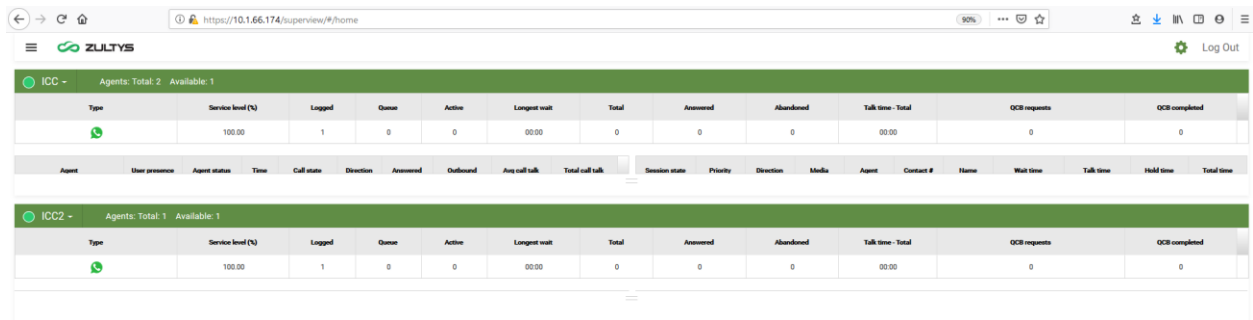 https://10.1.66.174/superview/#/home 90%
ZULTYS Log Out
ICC Agents: Total: 2 Available: 1
Type Service level (%) Logged Queue Active Longest wait Total Answered Abandoned Talk time - Total QCB requests QCB completed
100.00 1 0 0 00:00 0 0 0 00:00 0 0
Agent User presence Agent status Time Call state Direction Answered Outbound Avg call talk Total call talk Session state Priority Direction Media Agent Contact # Name Wait time Talk time Hold time Total time
ICC2 Agents: Total: 1 Available: 1
Type Service level (%) Logged Queue Active Longest wait Total Answered Abandoned Talk time - Total QCB requests QCB completed
100.00 1 0 0 00:00 0 0 0 00:00 0 0